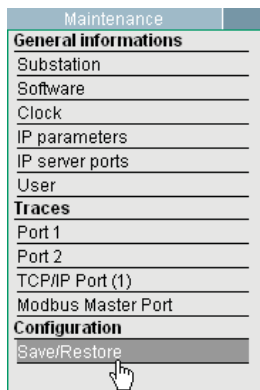 Maintenance
General informations
Substation
Software
Clock
IP parameters
IP server ports
User
Traces
Port 1
Port 2
TCP/IP Port (1)
Modbus Master Port
Configuration
Save/Restore